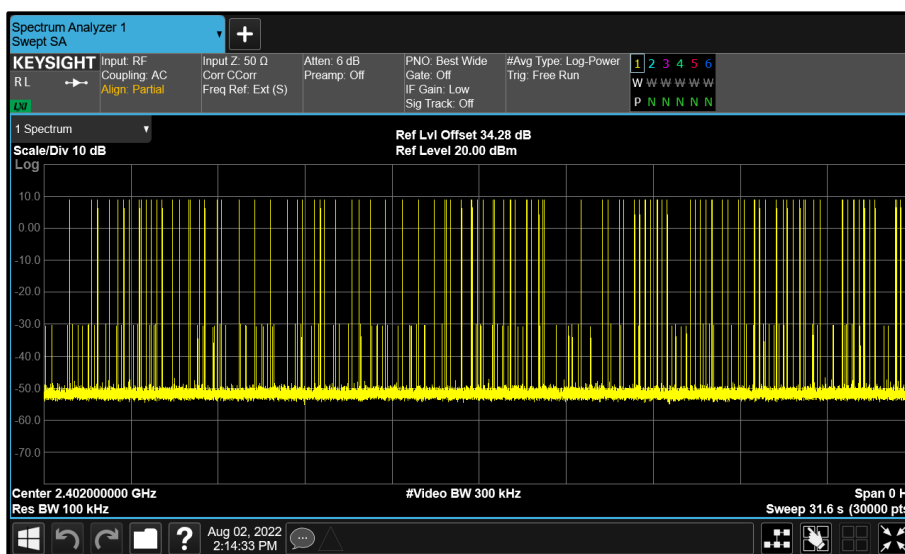 Spectrum Analyzer 1
Swept SA
KEYSIGHT
Input: RF
Input Z: 50 Ω
Atten: 6 dB
PNO: Best Wide
#Avg Type: Log-Power
1 2 3 4 5 6
R L
Coupling: AC
Corr CCorr
Preamp: Off
Gate: Off
Trig: Free Run
W W W W W W
Align: Partial
Freq Ref: Ext (S)
IF Gain: Low
P N N N N N
LXI
Sig Track: Off
1 Spectrum
Ref Lvl Offset 34.28 dB
Scale/Div 10 dB
Ref Level 20.00 dBm
Log
10.0
0.00
-10.0
-20.0
-30.0
-40.0
-50.0
-60.0
-70.0
Center 2.402000000 GHz
#Video BW 300 kHz
Span 0 H
Res BW 100 kHz
Sweep 31.6 s (30000 pts
?
Aug 02, 2022
2:14:33 PM